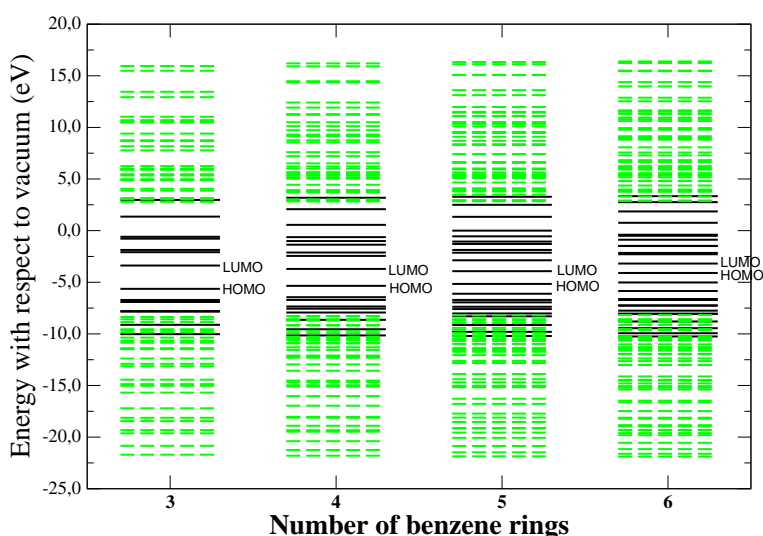 Energy with respect to vacuum (eV)
20,0
15,0
10,0
5,0
0,0
-5,0
-10,0
-15,0
-20,0
-25,0
LUMO
HOMO
LUMO
HOMO
LUMO
HOMO
LUMO
HOMO
3 4 5 6
Number of benzene rings